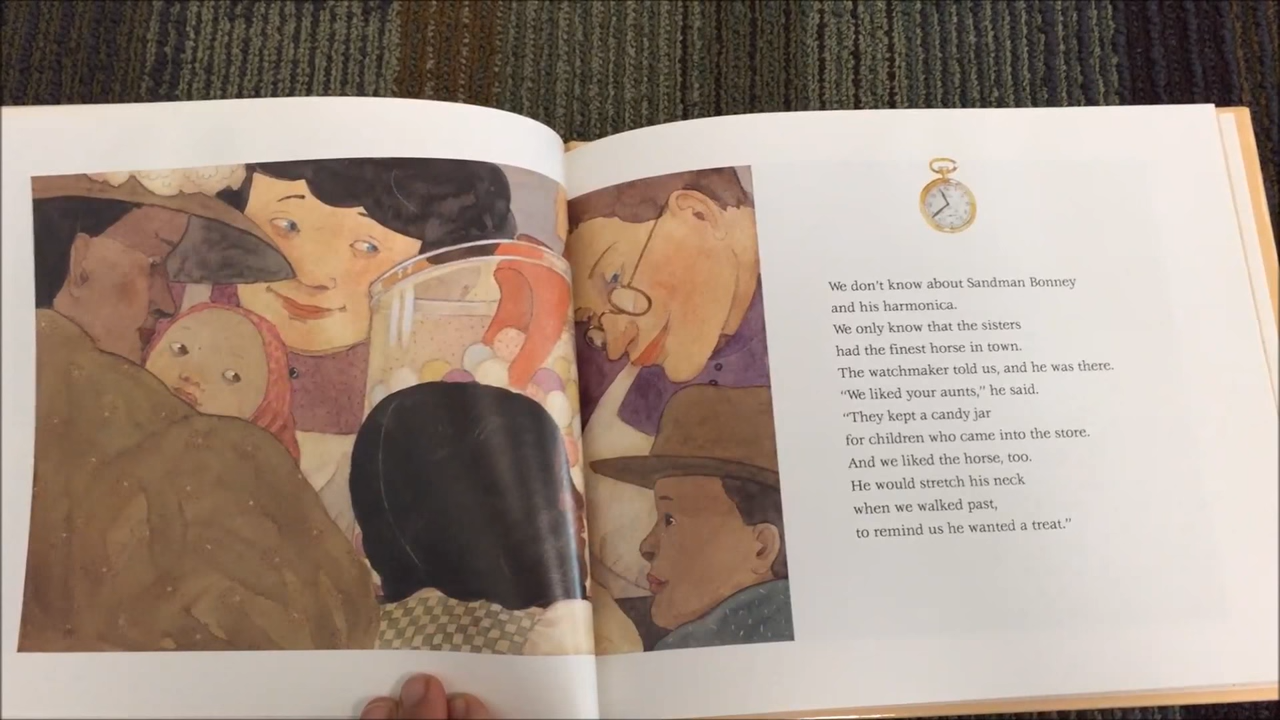 We don't know about Sandman Bonney
and his harmonica.
We only know that the sisters
had the finest horse in town.
The watchmaker told us, and he was there.
“We liked your aunts,” he said.
“They kept a candy jar
for children who came into the store.
And we liked the horse, too.
He would stretch his neck
when we walked past,
to remind us he wanted a treat.”